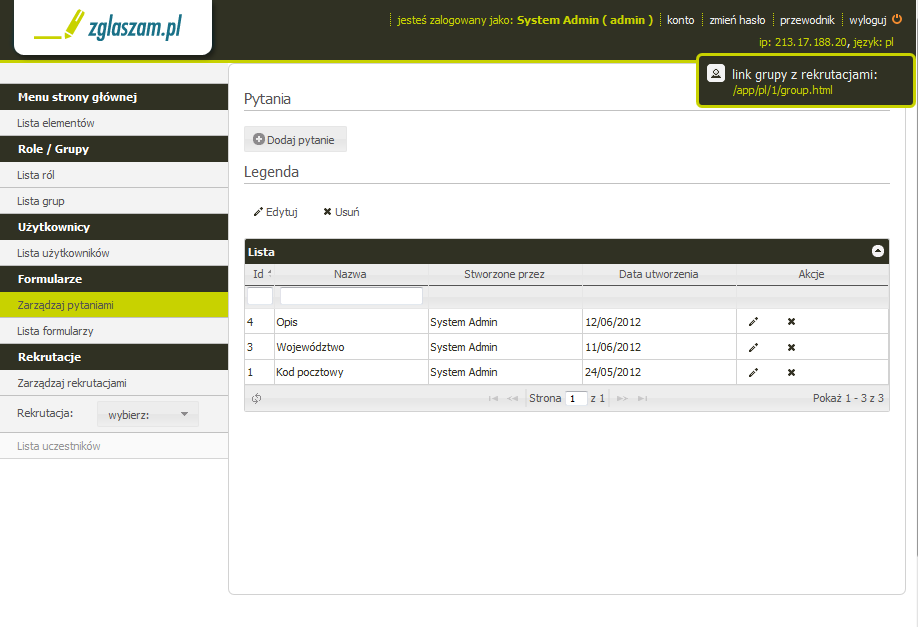 zgłaszam.pl
jesteś zalogowany jako: System Admin ( admin )
konto
zmień hasło
przewodnik
wyloguj
ip: 213.17.188.20, język: pl
link grupy z rekrutacjami:
/app/pl/1/group.html
Menu strony głównej
Lista elementów
Role / Grupy
Lista ról
Lista grup
Użytkownicy
Lista użytkowników
Formularze
Zarządzaj pytaniami
Lista formularzy
Rekrutacje
Zarządzaj rekrutacjami
Rekrutacja: wybierz:
Lista uczestników
Pytania
Dodaj pytanie
Legenda
Edytuj Usuń
Lista
Id Nazwa Stworzone przez Data utworzenia Akcje
4 Opis System Admin 12/06/2012
3 Województwo System Admin 11/06/2012
1 Kod pocztowy System Admin 24/05/2012
Strona 1 z 1 Pokaż 1 - 3 z 3